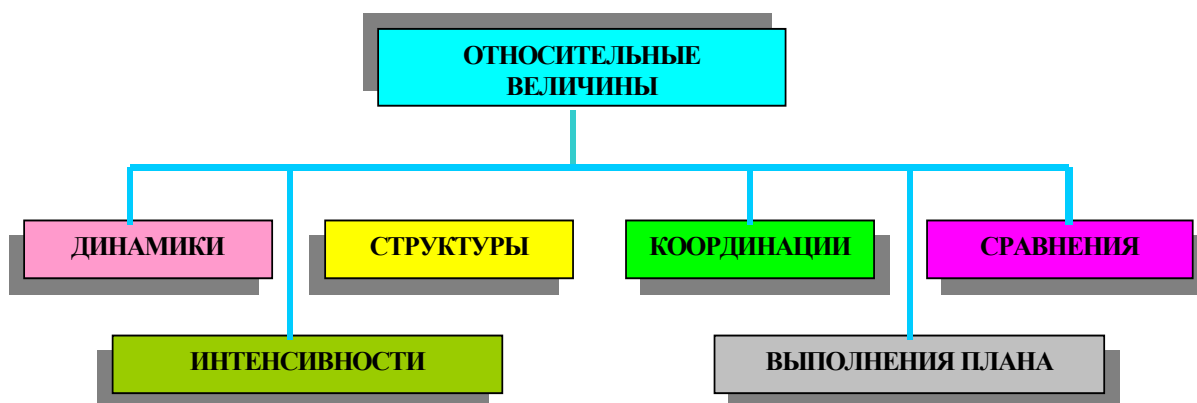 ОТНОСИТЕЛЬНЫЕ
ВЕЛИЧИНЫ
ДИНАМИКИ
СТРУКТУРЫ
КООРДИНАЦИИ
СРАВНЕНИЯ
ИНТЕНСИВНОСТИ
ВЫПОЛНЕНИЯ ПЛАНА